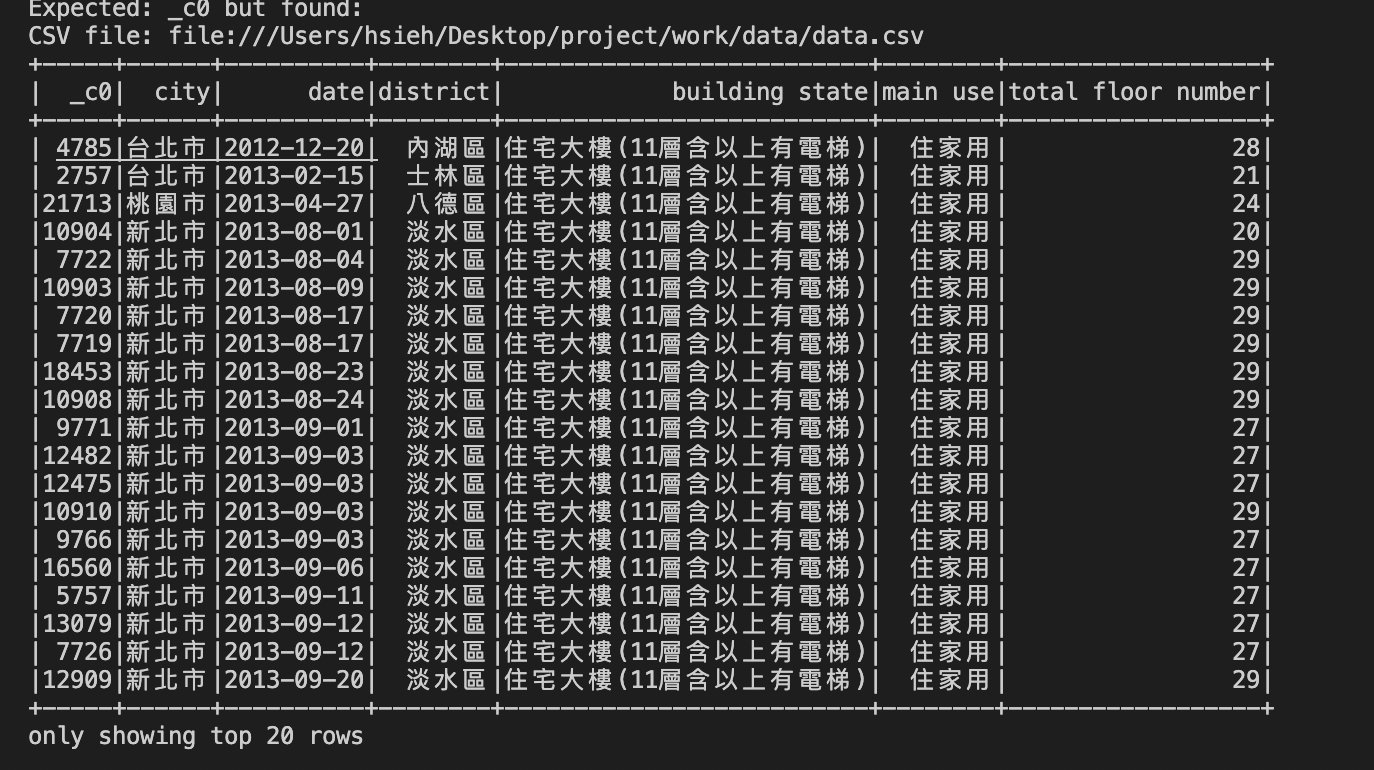 Expected: _c0 but found:
CSV file: file:///Users/hsieh/Desktop/project/work/data/data.csv
+-----+------+----------+--------+--------------------------+--------+------------------+
|  _c0|  city|      date|district|            building state|main use|total floor number|
+-----+------+----------+--------+--------------------------+--------+------------------+
| 4785|台北市|2012-12-20|  內湖區|住宅大樓(11層含以上有電梯)|  住家用|                28|
| 2757|台北市|2013-02-15|  士林區|住宅大樓(11層含以上有電梯)|  住家用|                21|
|21713|桃園市|2013-04-27|  八德區|住宅大樓(11層含以上有電梯)|  住家用|                24|
|10904|新北市|2013-08-01|  淡水區|住宅大樓(11層含以上有電梯)|  住家用|                20|
| 7722|新北市|2013-08-04|  淡水區|住宅大樓(11層含以上有電梯)|  住家用|                29|
|10903|新北市|2013-08-09|  淡水區|住宅大樓(11層含以上有電梯)|  住家用|                29|
| 7720|新北市|2013-08-17|  淡水區|住宅大樓(11層含以上有電梯)|  住家用|                29|
| 7719|新北市|2013-08-17|  淡水區|住宅大樓(11層含以上有電梯)|  住家用|                29|
|18453|新北市|2013-08-23|  淡水區|住宅大樓(11層含以上有電梯)|  住家用|                29|
|10908|新北市|2013-08-24|  淡水區|住宅大樓(11層含以上有電梯)|  住家用|                29|
| 9771|新北市|2013-09-01|  淡水區|住宅大樓(11層含以上有電梯)|  住家用|                27|
|12482|新北市|2013-09-03|  淡水區|住宅大樓(11層含以上有電梯)|  住家用|                27|
|12475|新北市|2013-09-03|  淡水區|住宅大樓(11層含以上有電梯)|  住家用|                27|
|10910|新北市|2013-09-03|  淡水區|住宅大樓(11層含以上有電梯)|  住家用|                29|
| 9766|新北市|2013-09-03|  淡水區|住宅大樓(11層含以上有電梯)|  住家用|                27|
|16560|新北市|2013-09-06|  淡水區|住宅大樓(11層含以上有電梯)|  住家用|                27|
| 5757|新北市|2013-09-11|  淡水區|住宅大樓(11層含以上有電梯)|  住家用|                27|
|13079|新北市|2013-09-12|  淡水區|住宅大樓(11層含以上有電梯)|  住家用|                27|
| 7726|新北市|2013-09-12|  淡水區|住宅大樓(11層含以上有電梯)|  住家用|                27|
|12909|新北市|2013-09-20|  淡水區|住宅大樓(11層含以上有電梯)|  住家用|                29|
+-----+------+----------+--------+--------------------------+--------+------------------+
only showing top 20 rows